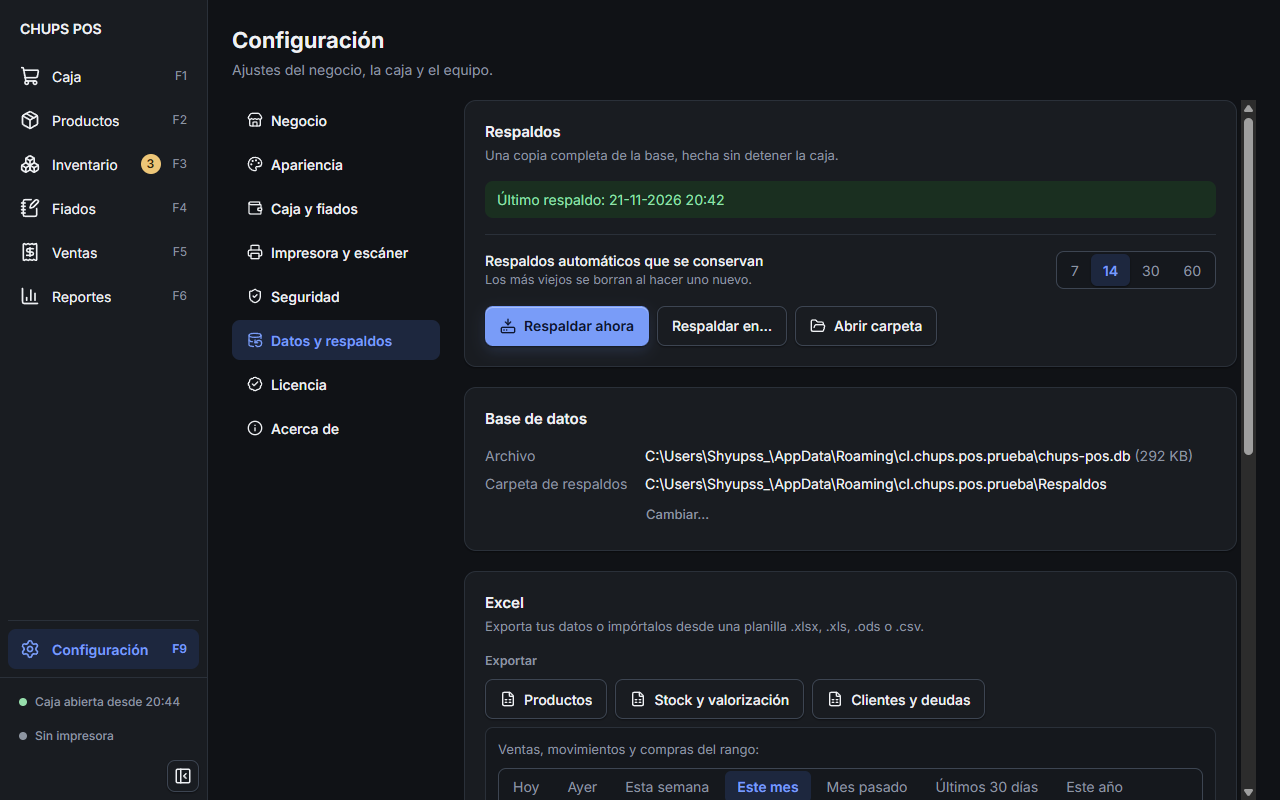 CHUPS POS
Caja F1
Productos F2
Inventario 3 F3
Fiados F4
Ventas F5
Reportes F6
Configuración F9
Caja abierta desde 20:44
Sin impresora
Configuración
Ajustes del negocio, la caja y el equipo.
Negocio
Apariencia
Caja y fiados
Impresora y escáner
Seguridad
Datos y respaldos
Licencia
Acerca de
Respaldos
Una copia completa de la base, hecha sin detener la caja.
Último respaldo: 21-11-2026 20:42
Respaldos automáticos que se conservan
Los más viejos se borran al hacer uno nuevo.
7 14 30 60
Respaldar ahora Respaldar en... Abrir carpeta
Base de datos
Archivo C:\Users\Shyupss_\AppData\Roaming\cl.chups.pos.prueba\chups-pos.db (292 KB)
Carpeta de respaldos C:\Users\Shyupss_\AppData\Roaming\cl.chups.pos.prueba\Respaldos
Cambiar...
Excel
Exporta tus datos o impórtalos desde una planilla .xlsx, .xls, .ods o .csv.
Exportar
Productos Stock y valorización Clientes y deudas
Ventas, movimientos y compras del rango:
Hoy Ayer Esta semana Este mes Mes pasado Últimos 30 días Este año